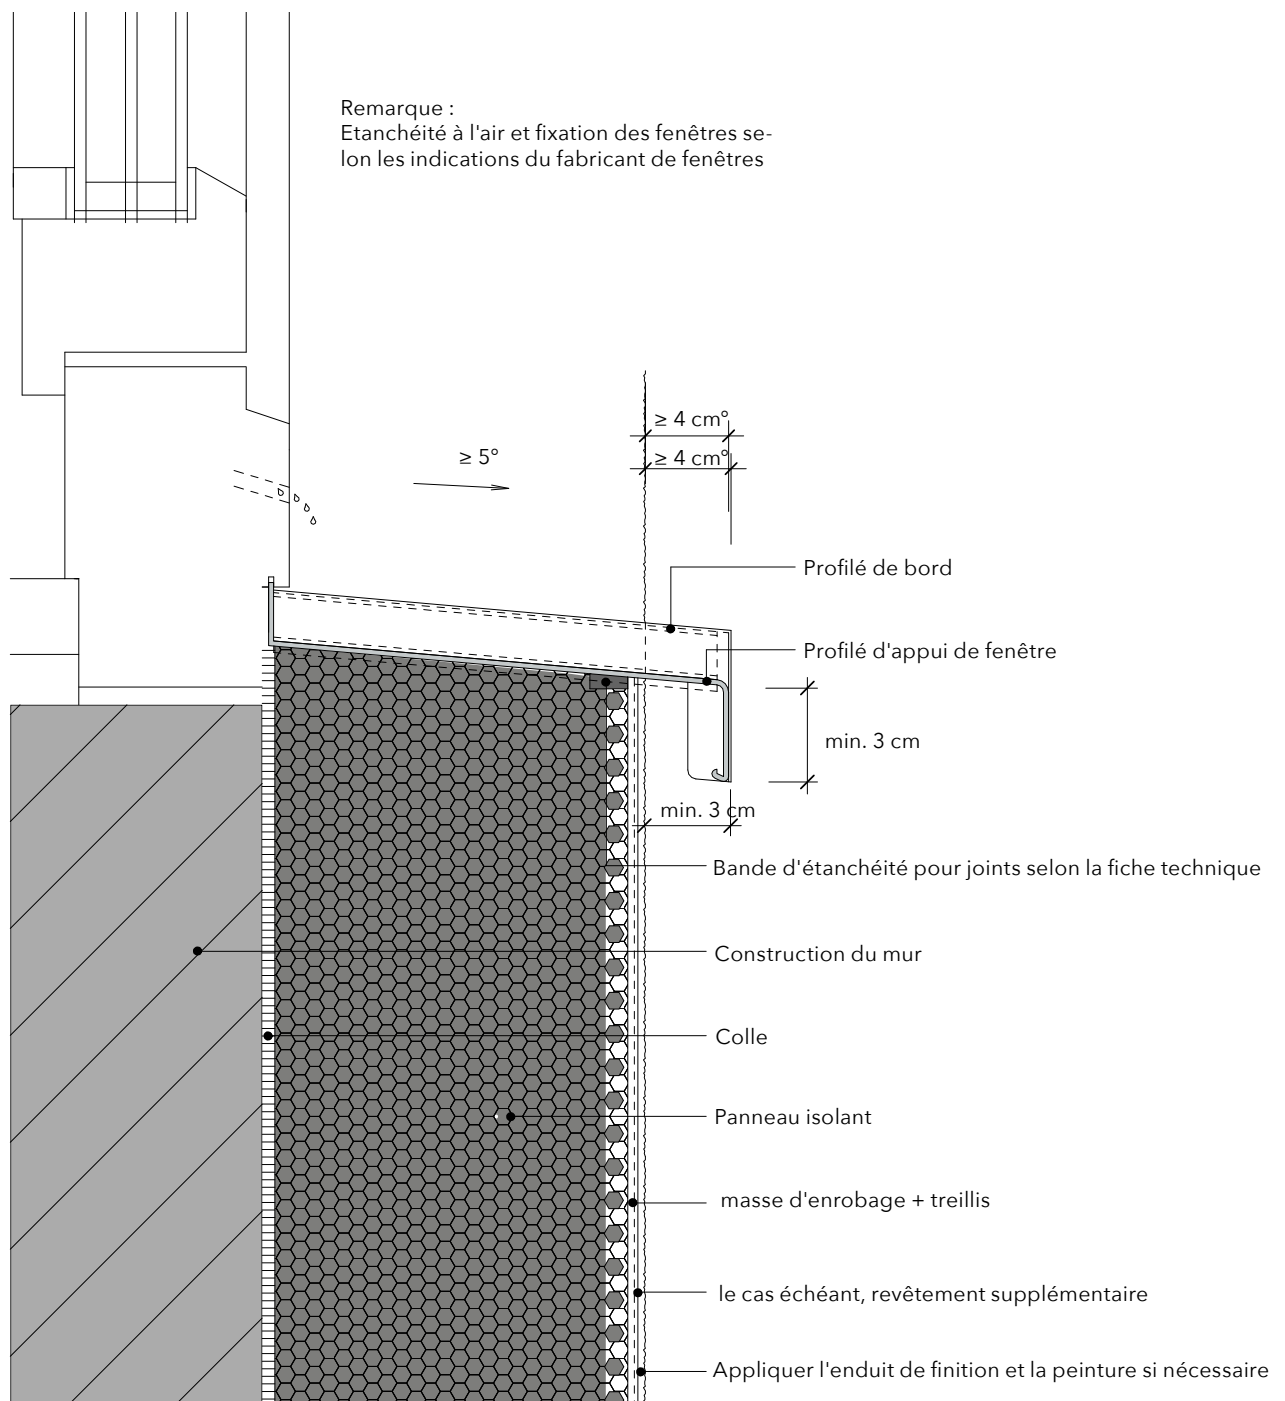 Remarque :
Etanchéité à l'air et fixation des fenêtres se-
lon les indications du fabricant de fenêtres
≥ 4 cm°
≥ 4 cm°
≥ 5°
Profilé de bord
Profilé d'appui de fenêtre
min. 3 cm
min. 3 cm
Bande d'étanchéité pour joints selon la fiche technique
Construction du mur
Colle
Panneau isolant
masse d'enrobage + treillis
le cas échéant, revêtement supplémentaire
Appliquer l'enduit de finition et la peinture si nécessaire